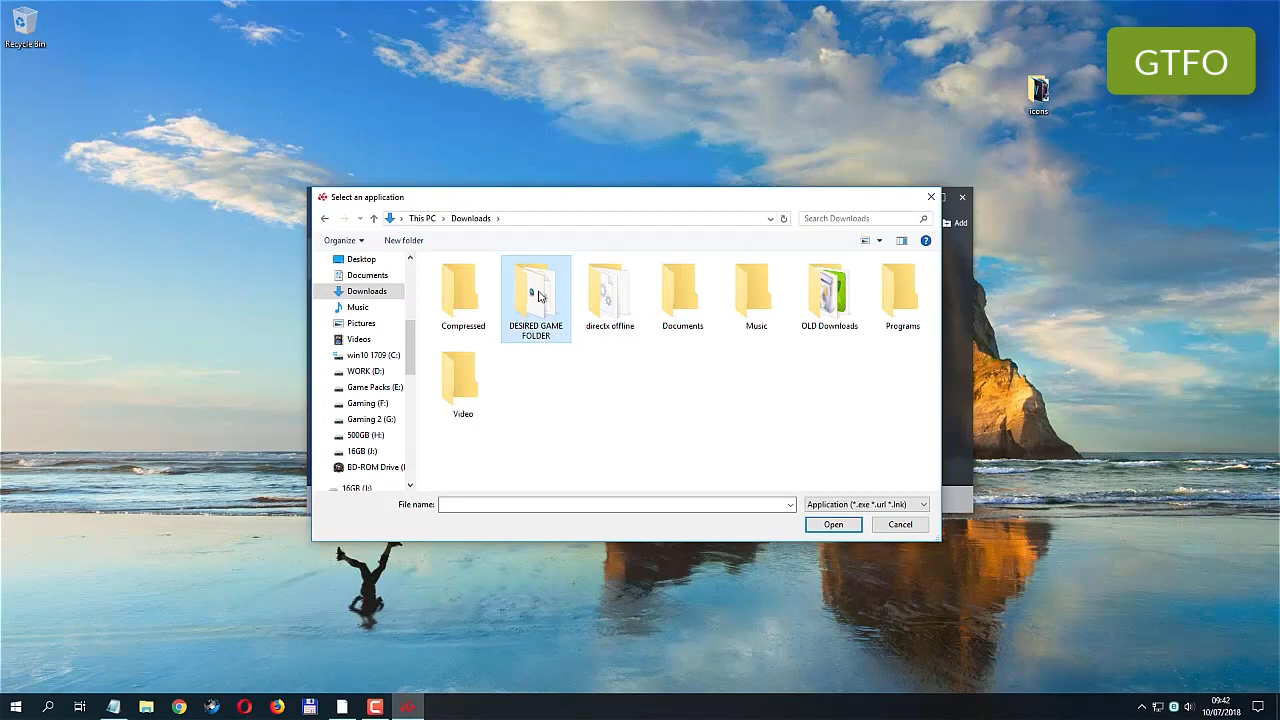 Recycle Bin
GTFO
icons
Select an application
This PC
Downloads
Search Downloads
Add
Organize
New folder
Desktop
Documents
Downloads
Music
Pictures
Videos
win10 1709 (C:)
WORK (D:)
Game Packs (E:)
Gaming (F:)
Gaming 2 (G:)
500GB (H:)
16GB (J:)
BD-ROM Drive (
16GB (J:)
Compressed
DESIRED GAME
FOLDER
directx offline
Documents
Music
OLD Downloads
Programs
Video
File name:
Application (*.exe *.url *.lnk)
Open
Cancel
09:42
10/07/2018